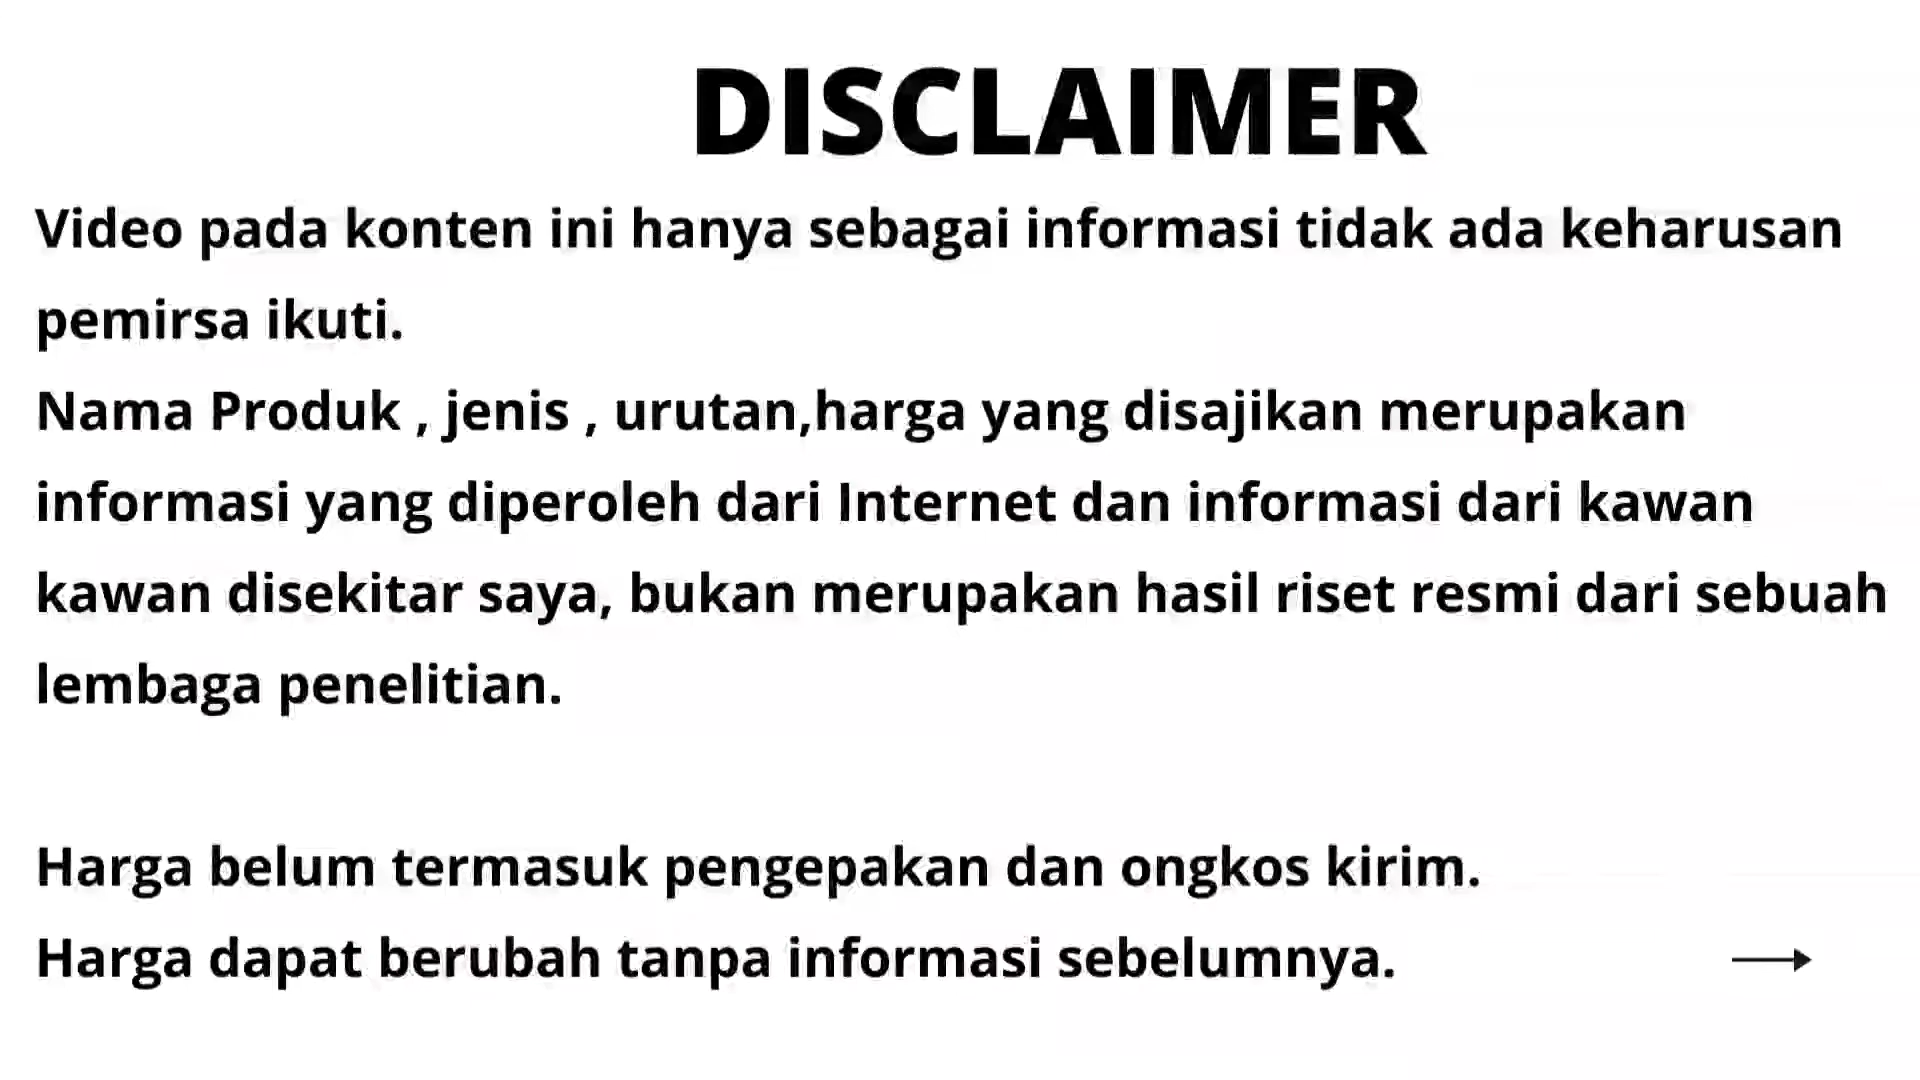 DISCLAIMER
Video pada konten ini hanya sebagai informasi tidak ada keharusan
pemirsa ikuti.
Nama Produk , jenis , urutan,harga yang disajikan merupakan
informasi yang diperoleh dari Internet dan informasi dari kawan
kawan disekitar saya, bukan merupakan hasil riset resmi dari sebuah
lembaga penelitian.
Harga belum termasuk pengepakan dan ongkos kirim.
Harga dapat berubah tanpa informasi sebelumnya.